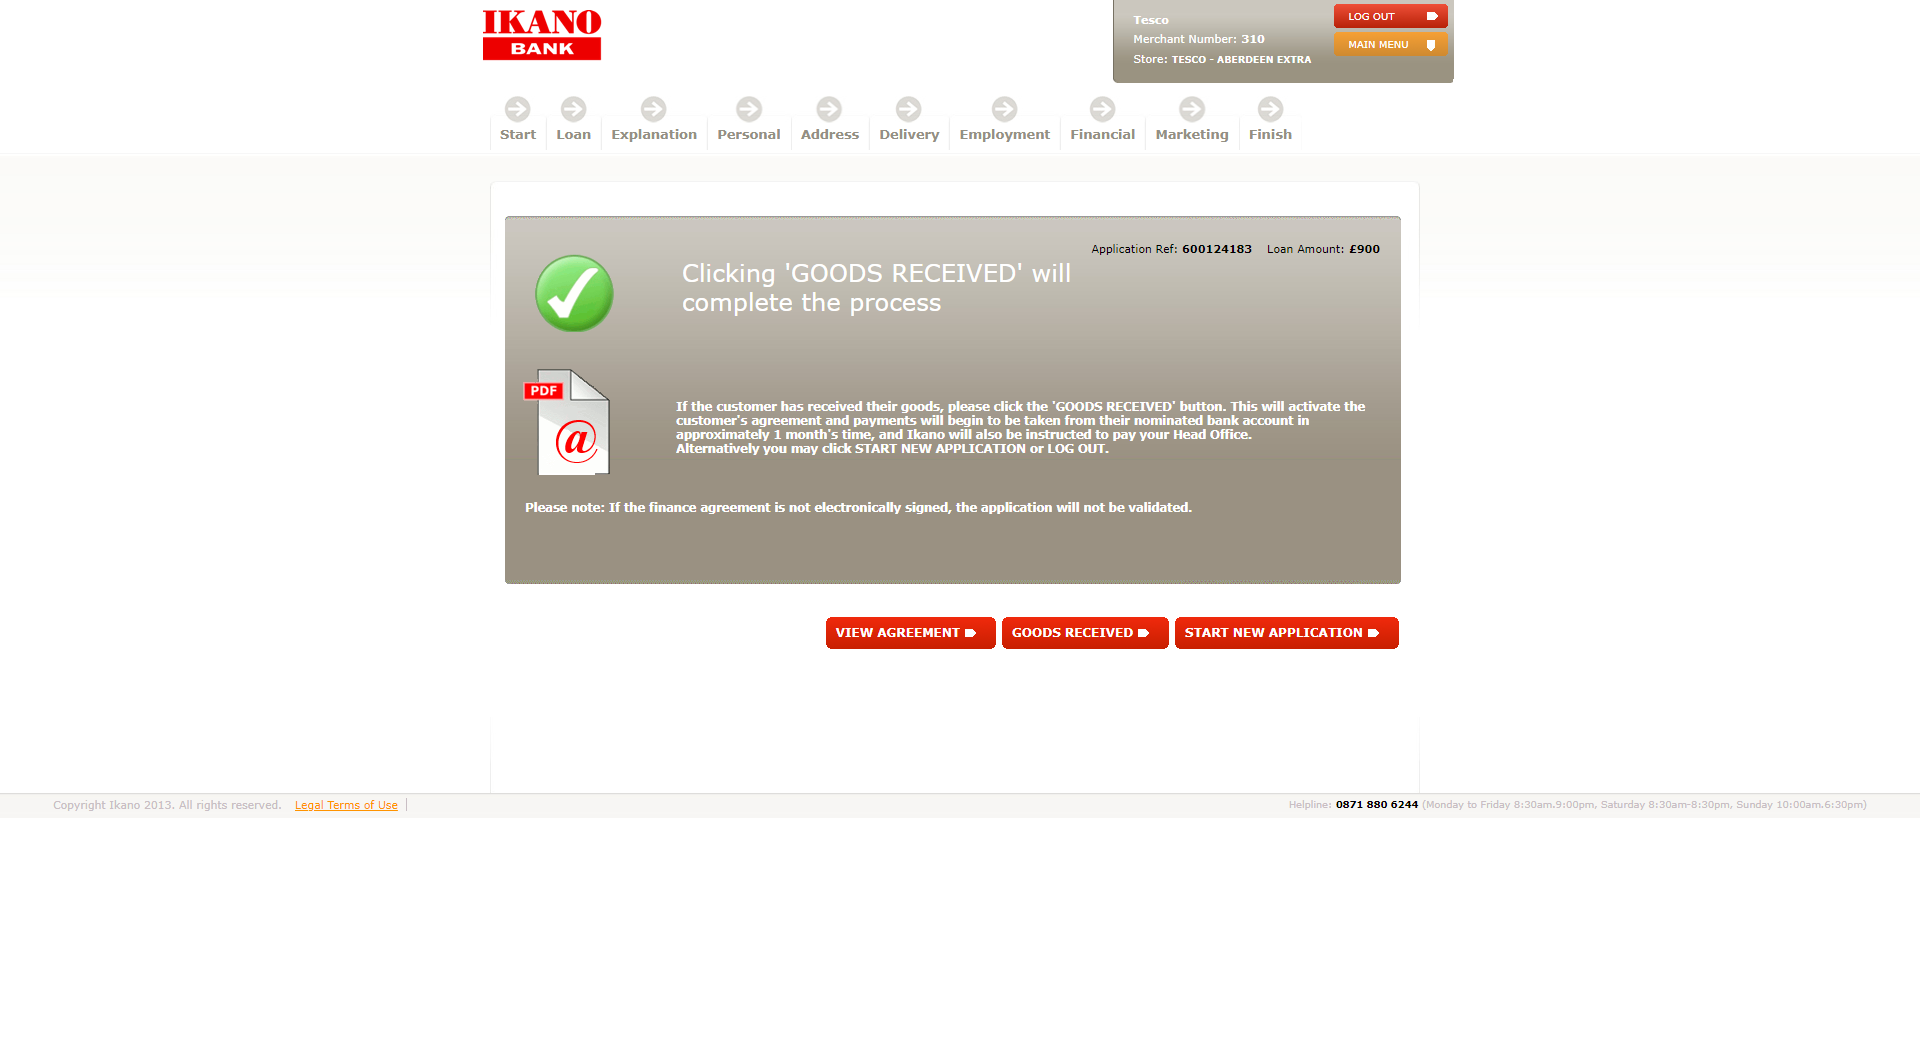 IKANO
BANK
Tesco
Merchant Number: 310
Store: TESCO - ABERDEEN EXTRA
LOG OUT
MAIN MENU
Start
Loan
Explanation
Personal
Address
Delivery
Employment
Financial
Marketing
Finish
Application Ref: 600124183 Loan Amount: £900
Clicking 'GOODS RECEIVED' will
complete the process
PDF
@
If the customer has received their goods, please click the 'GOODS RECEIVED' button. This will activate the
customer's agreement and payments will begin to be taken from their nominated bank account in
approximately 1 month's time, and Ikano will also be instructed to pay your Head Office.
Alternatively you may click START NEW APPLICATION or LOG OUT.
Please note: If the finance agreement is not electronically signed, the application will not be validated.
VIEW AGREEMENT
GOODS RECEIVED
START NEW APPLICATION
Copyright Ikano 2013. All rights reserved. Legal Terms of Use
Helpline: 0871 880 6244 (Monday to Friday 8:30am.9:00pm, Saturday 8:30am-8:30pm, Sunday 10:00am.6:30pm)